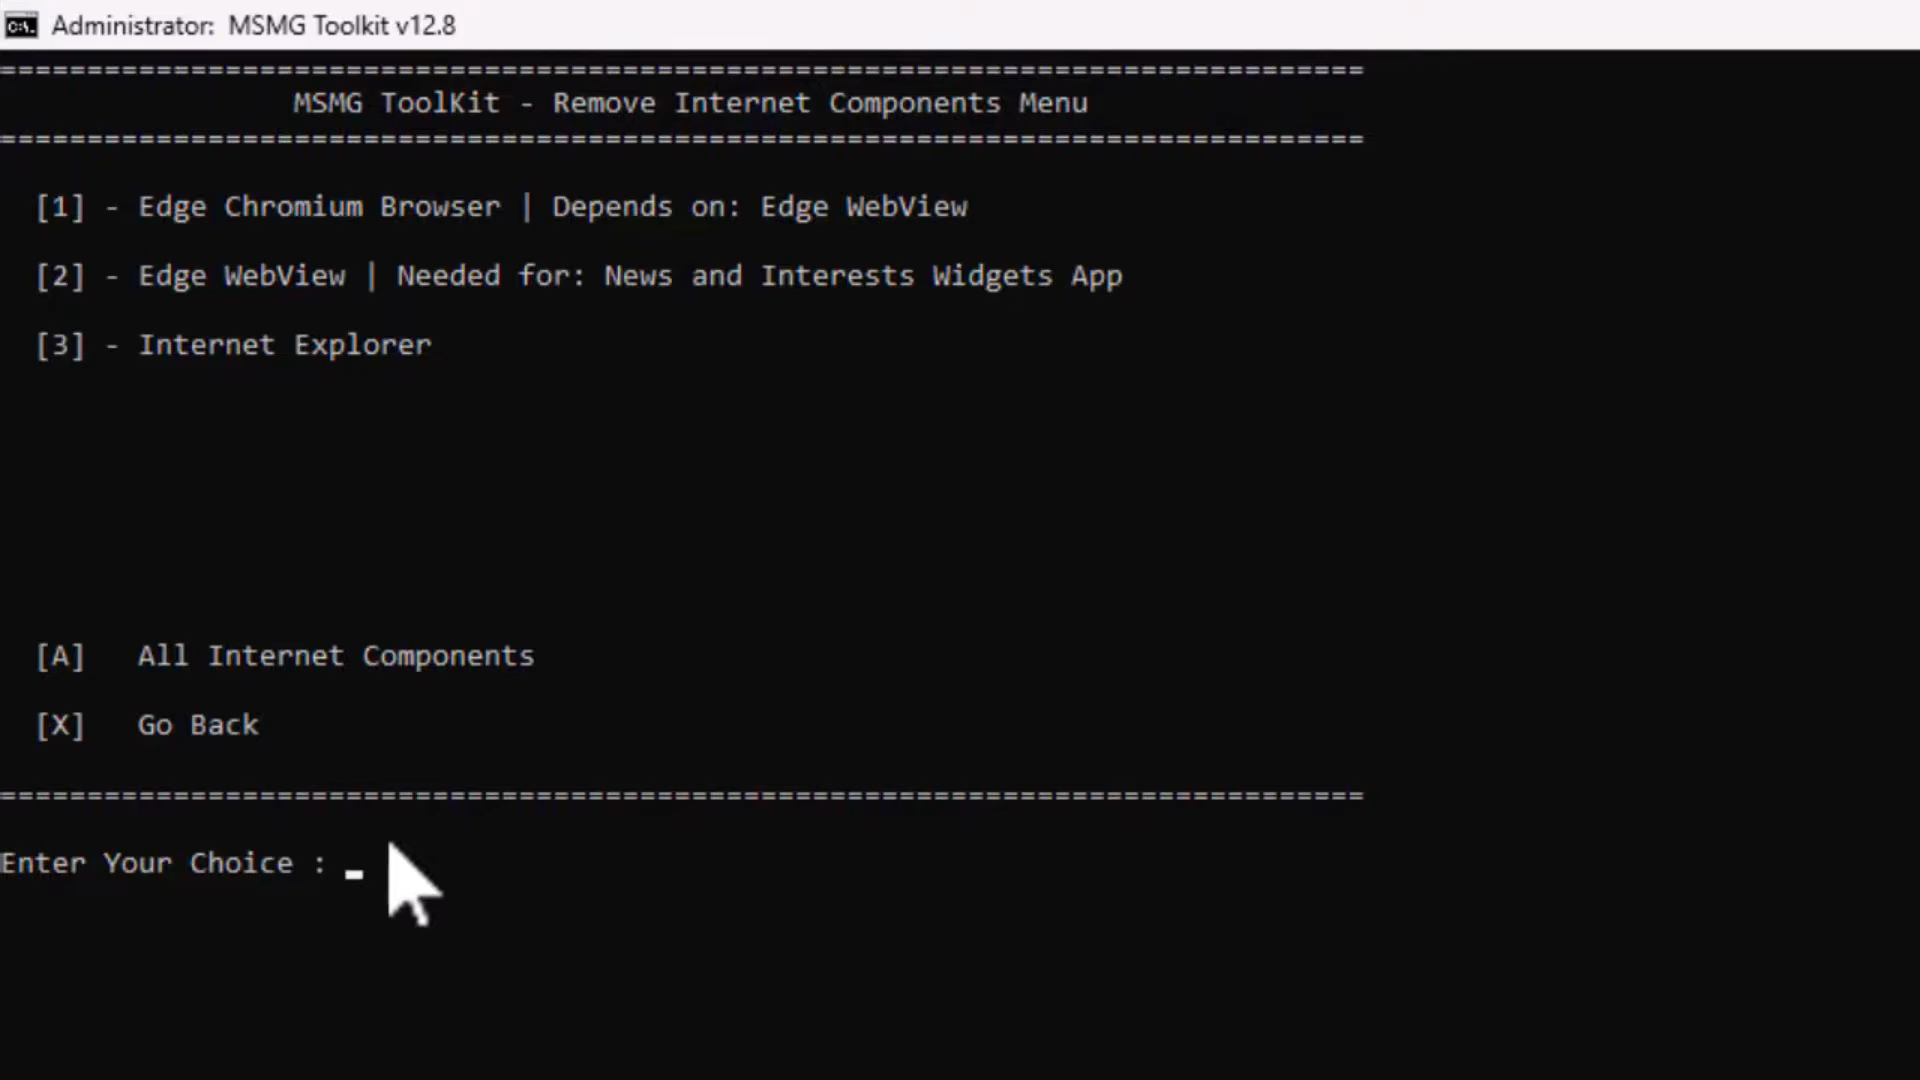 Administrator: MSMG Toolkit v12.8
===============================================================================
MSMG ToolKit - Remove Internet Components Menu
===============================================================================
[1] - Edge Chromium Browser | Depends on: Edge WebView
[2] - Edge WebView | Needed for: News and Interests Widgets App
[3] - Internet Explorer
[A] All Internet Components
[X] Go Back
===============================================================================
Enter Your Choice : _